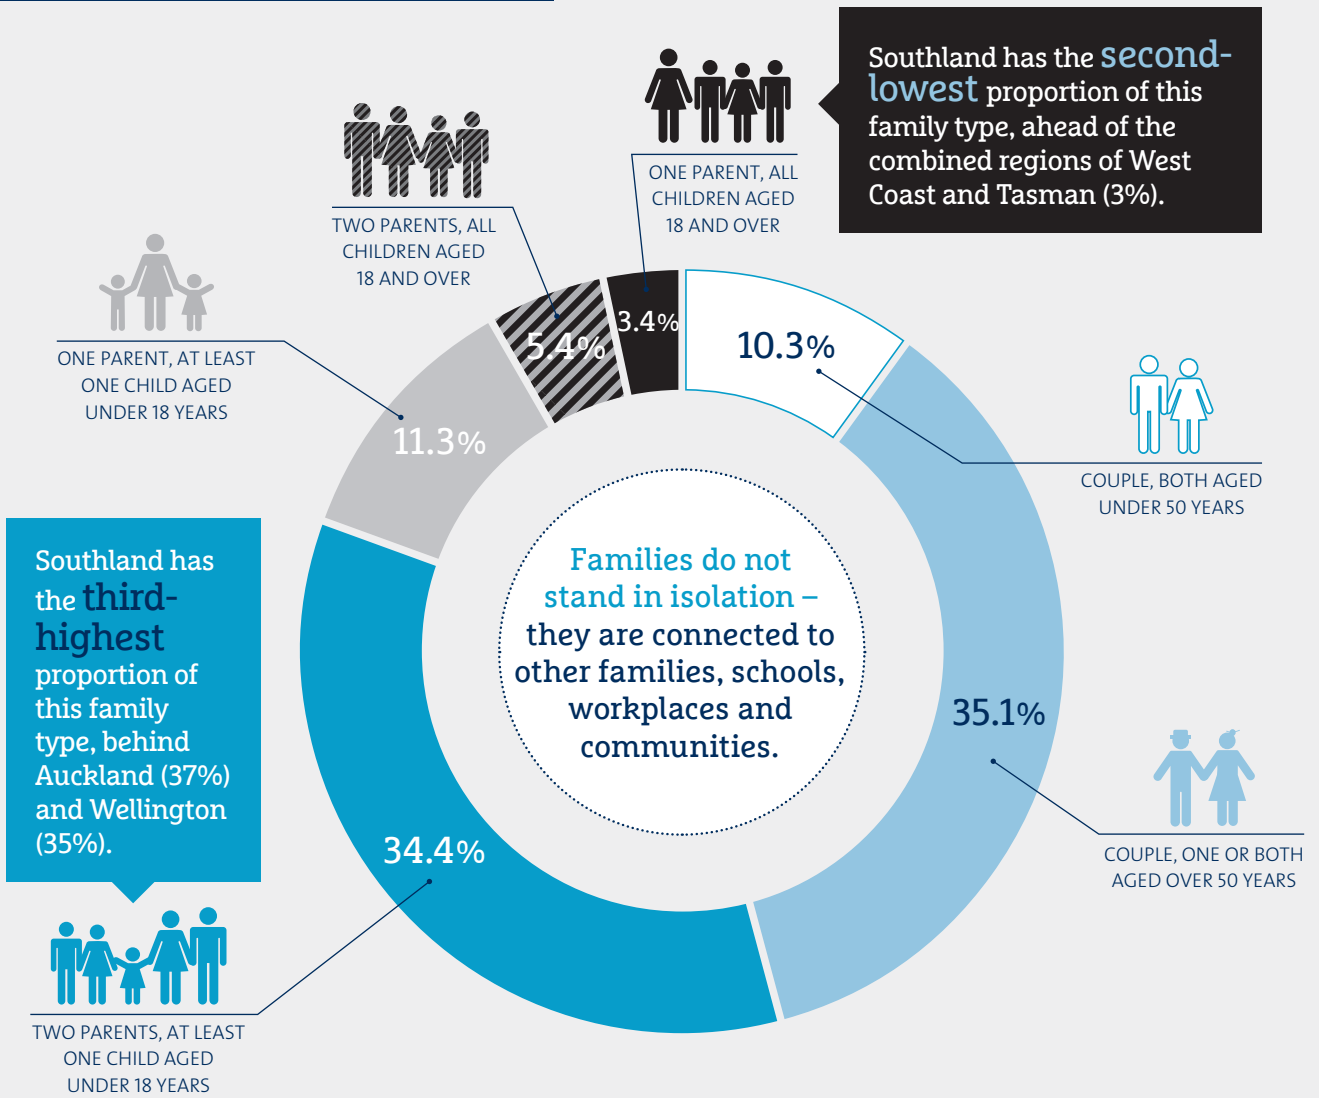 Southland has the second-
lowest proportion of this
family type, ahead of the
combined regions of West
Coast and Tasman (3%).
ONE PARENT, ALL
CHILDREN AGED
18 AND OVER
TWO PARENTS, ALL
CHILDREN AGED
18 AND OVER
ONE PARENT, AT LEAST
ONE CHILD AGED
UNDER 18 YEARS
3.4%
5.4%
10.3%
11.3%
COUPLE, BOTH AGED
UNDER 50 YEARS
Southland has
the third-
highest
proportion of
this family
type, behind
Auckland (37%)
and Wellington
(35%).
Families do not
stand in isolation –
they are connected to
other families, schools,
workplaces and
communities.
35.1%
34.4%
COUPLE, ONE OR BOTH
AGED OVER 50 YEARS
TWO PARENTS, AT LEAST
ONE CHILD AGED
UNDER 18 YEARS